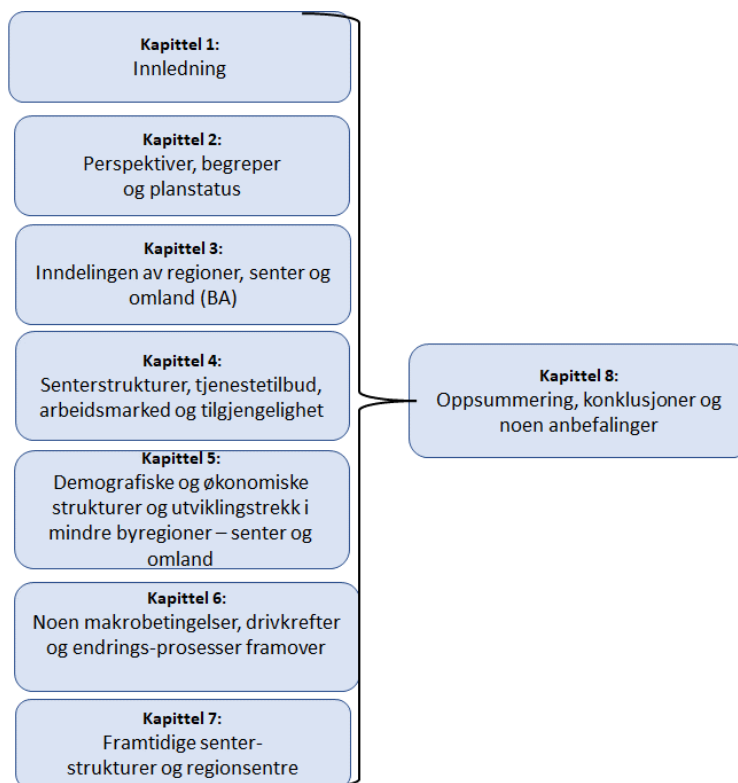 Kapittel 1:
Innledning
Kapittel 2:
Perspektiver, begreper
og planstatus
Kapittel 3:
Inndelingen av regioner, senter og
omland (BA)
Kapittel 4:
Senterstrukturer, tjenestetilbud,
arbeidsmarked og tilgjengelighet
Kapittel 5:
Demografiske og økonomiske
strukturer og utviklingstrekk i
mindre byregioner – senter og
omland
Kapittel 6:
Noen makrobetingelser, drivkrefter
og endrings-prosesser framover
Kapittel 7:
Framtidige senter-
strukturer og regionsentre
Kapittel 8:
Oppsummering, konklusjoner og
noen anbefalinger